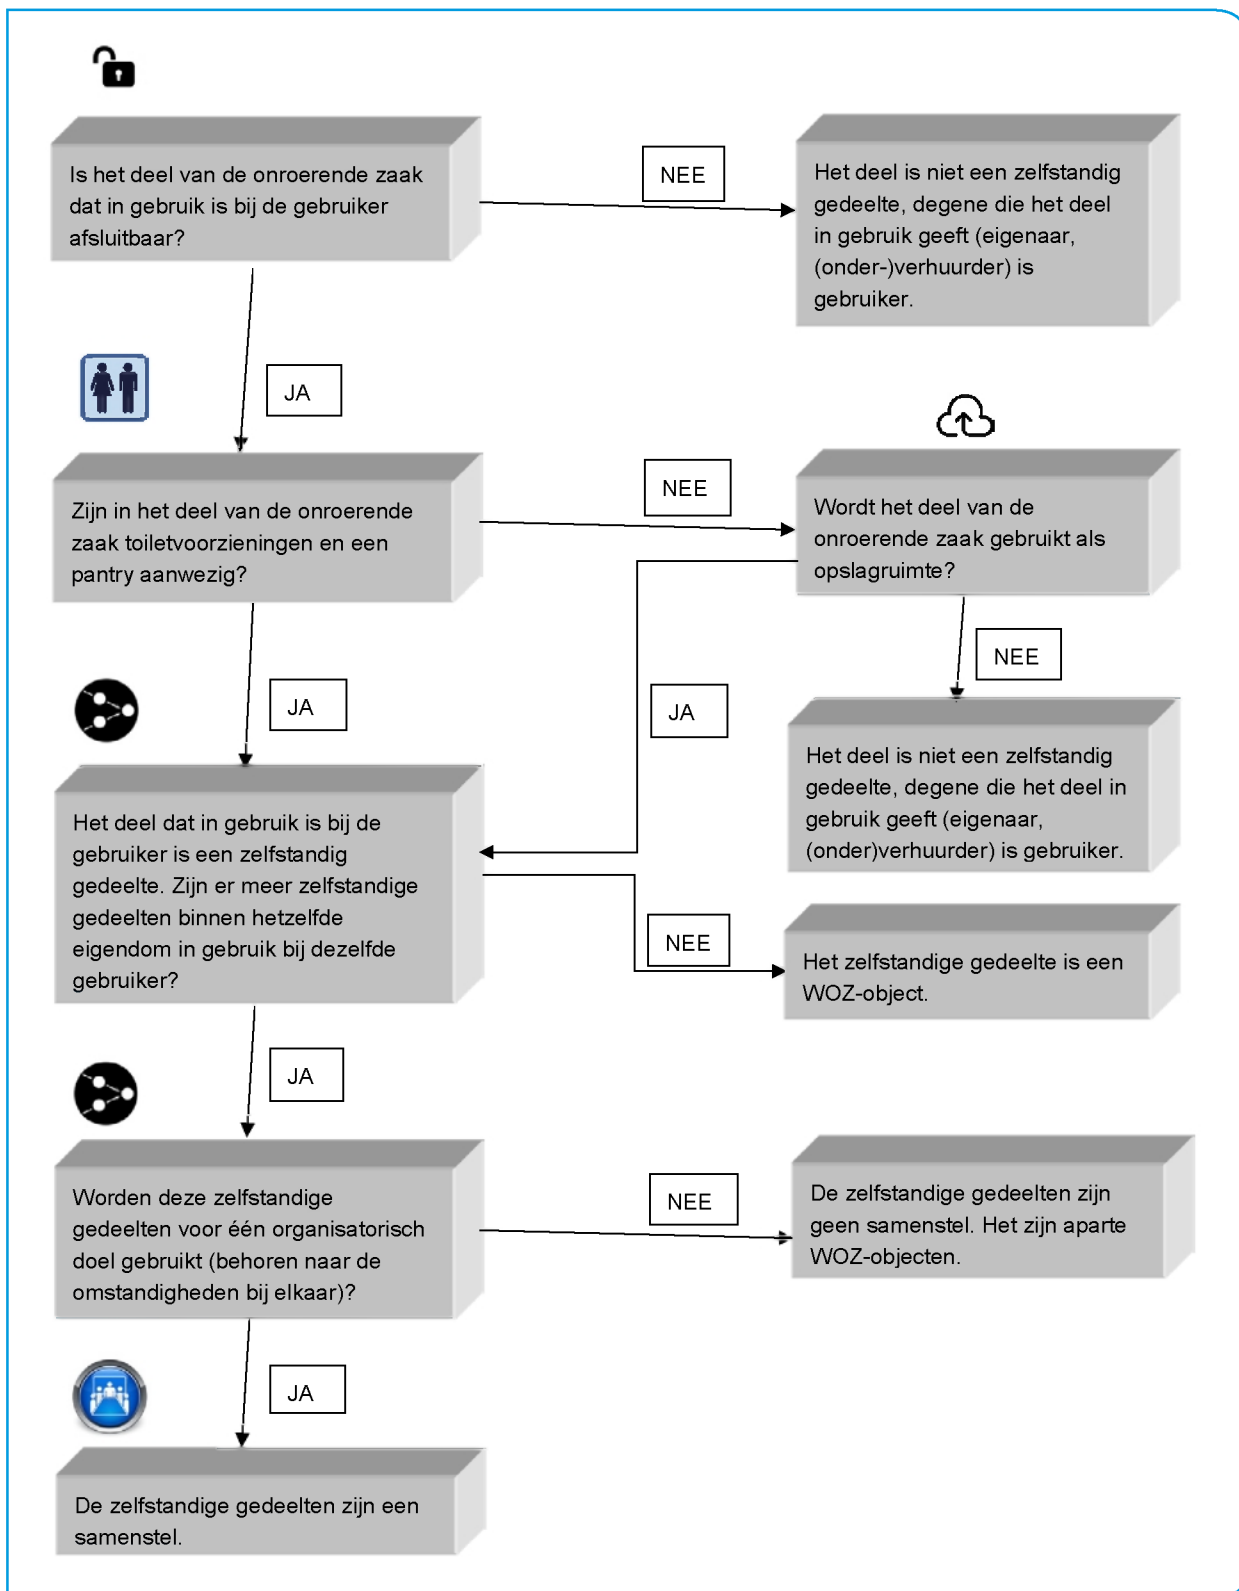 Is het deel van de onroerende zaak
dat in gebruik is bij de gebruiker
afsluitbaar?
NEE
Het deel is niet een zelfstandig
gedeelte, degene die het deel
in gebruik geeft (eigenaar,
(onder-)verhuurder) is
gebruiker.
JA
Zijn in het deel van de onroerende
zaak toiletvoorzieningen en een
pantry aanwezig?
NEE
Wordt het deel van de
onroerende zaak gebruikt als
opslagruimte?
NEE
JA
JA
Het deel is niet een zelfstandig
gedeelte, degene die het deel in
gebruik geeft (eigenaar,
(onder)verhuurder) is gebruiker.
Het deel dat in gebruik is bij de
gebruiker is een zelfstandig
gedeelte. Zijn er meer zelfstandige
gedeelten binnen hetzelfde
eigendom in gebruik bij dezelfde
gebruiker?
NEE
Het zelfstandige gedeelte is een
WOZ-object.
JA
Worden deze zelfstandige
gedeelten voor één organisatorisch
doel gebruikt (behoren naar de
omstandigheden bij elkaar)?
NEE
De zelfstandige gedeelten zijn
geen samenstel. Het zijn aparte
WOZ-objecten.
JA
De zelfstandige gedeelten zijn een
samenstel.